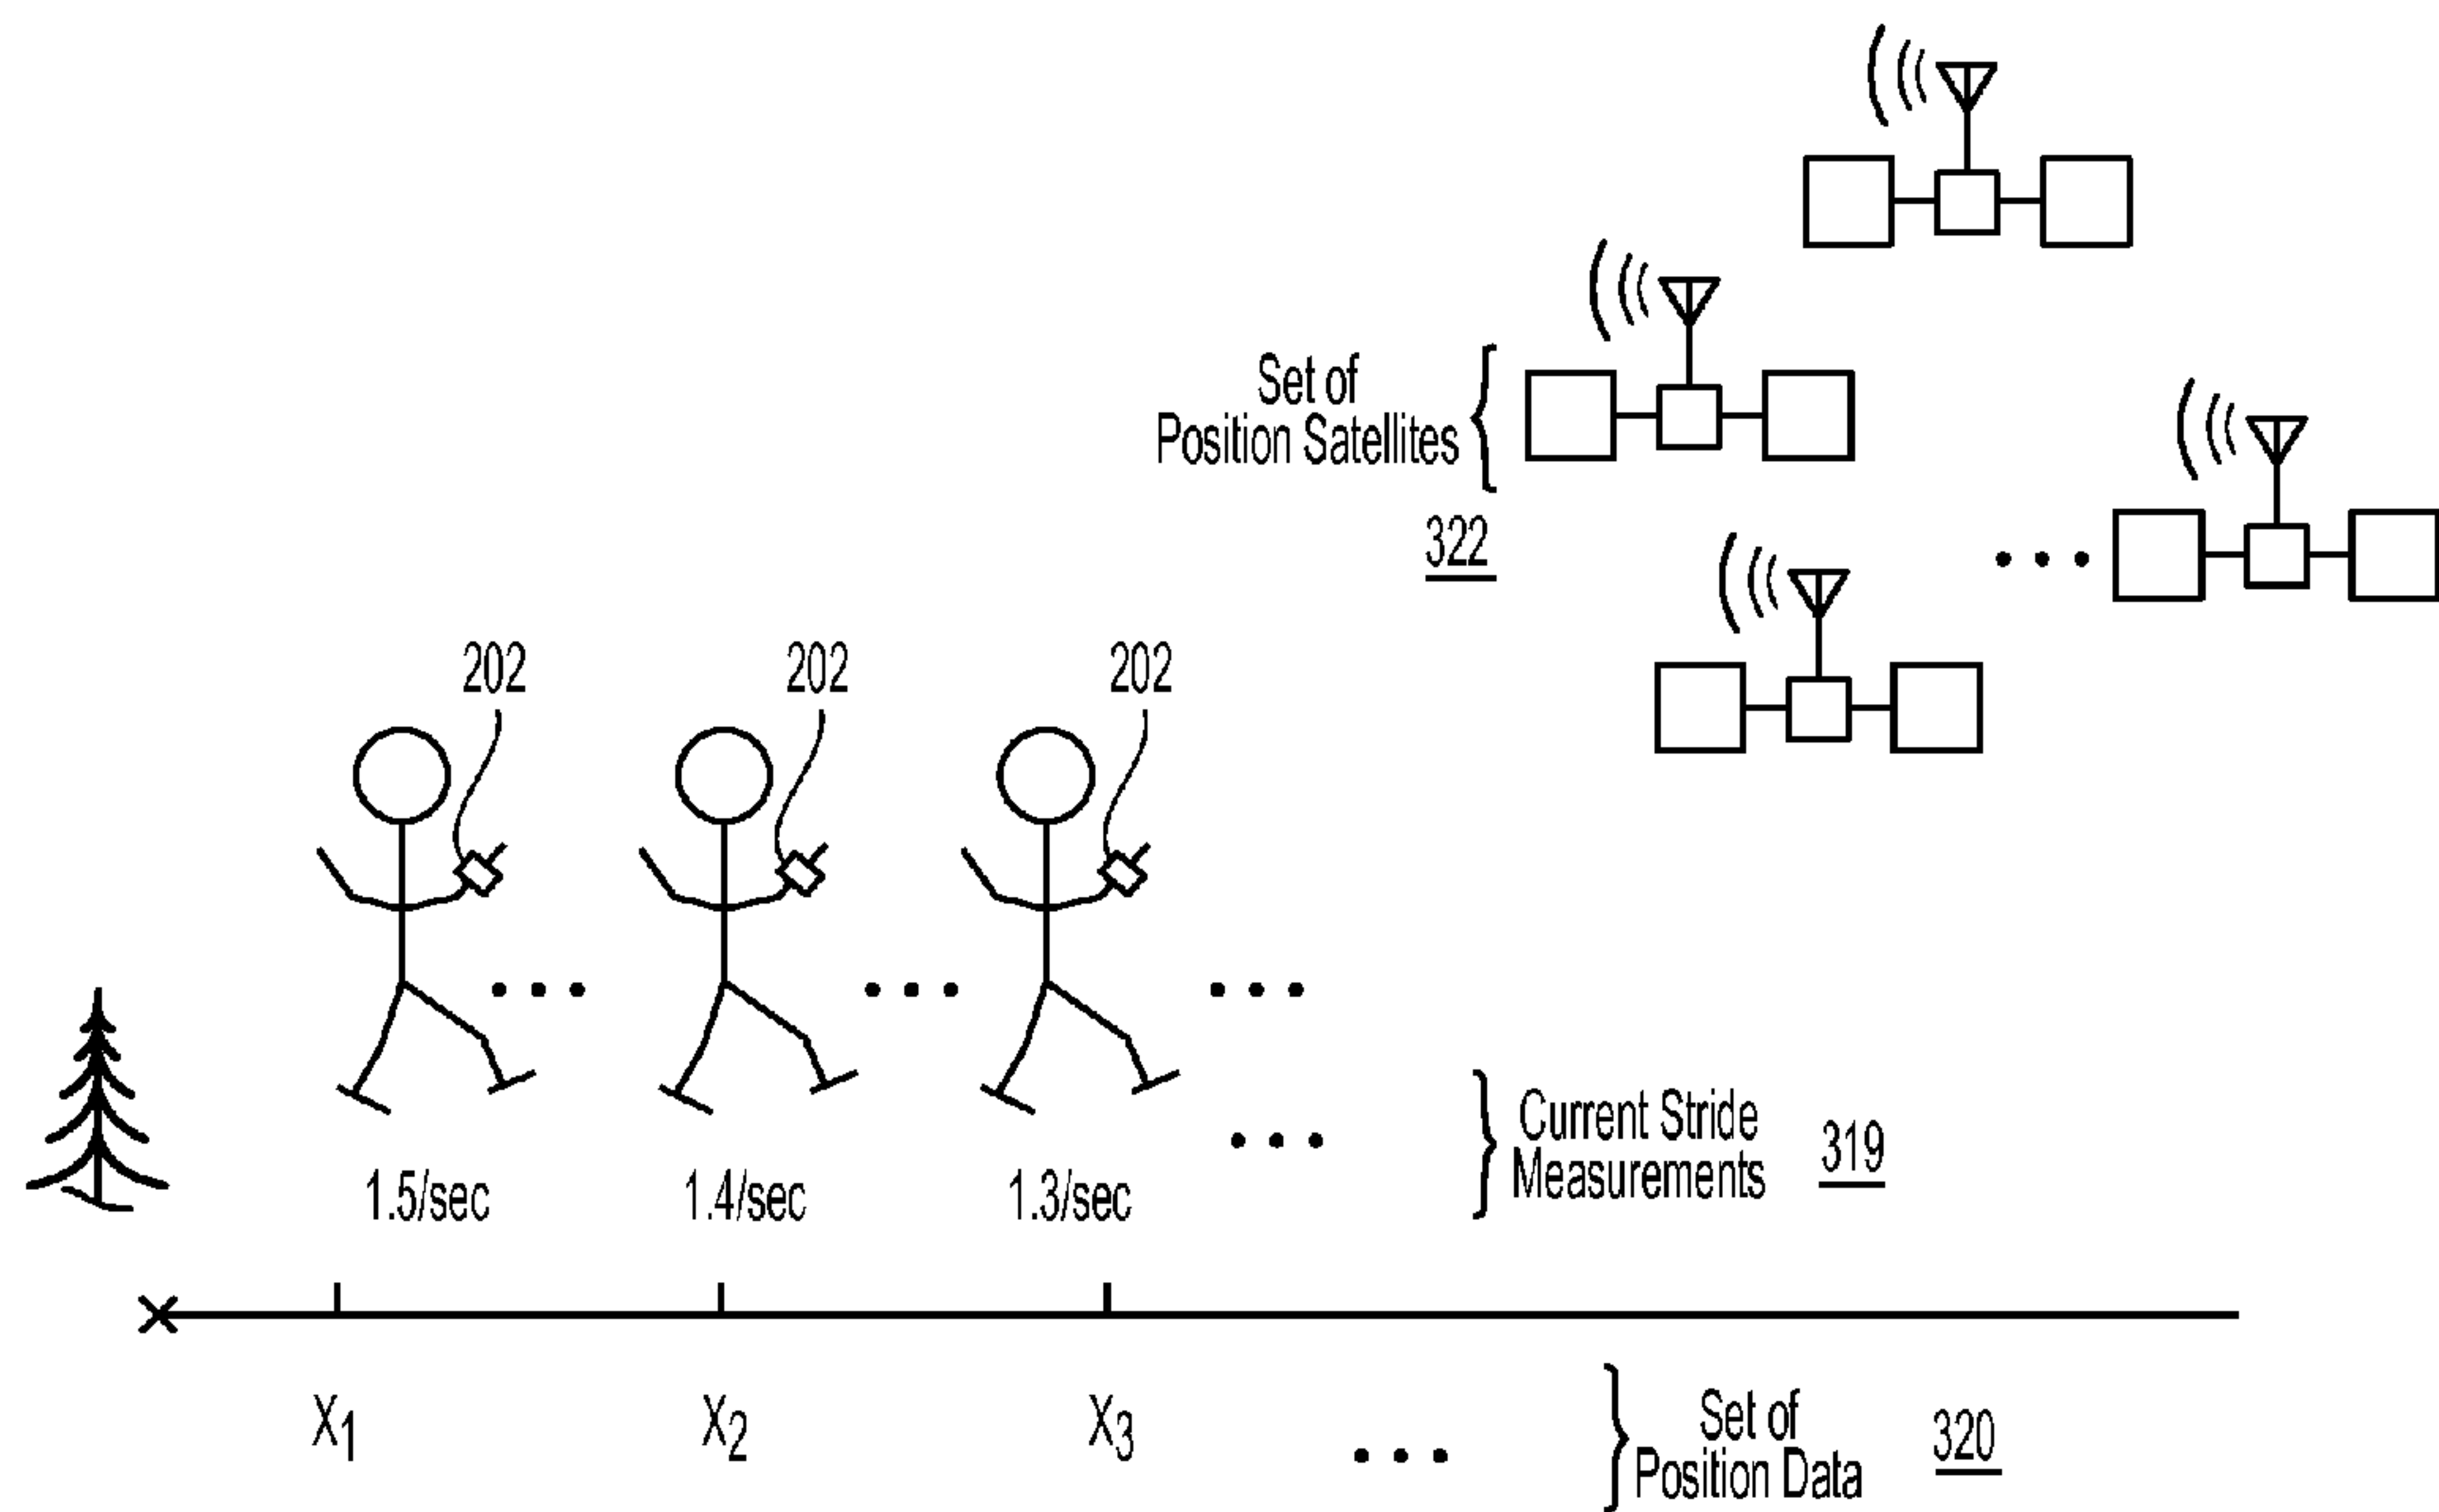 Set of
Position Satellites
322
202 202 202
Current Stride
Measurements
319
1.5/sec 1.4/sec 1.3/sec
X1 X2 X3
Set of
Position Data
320